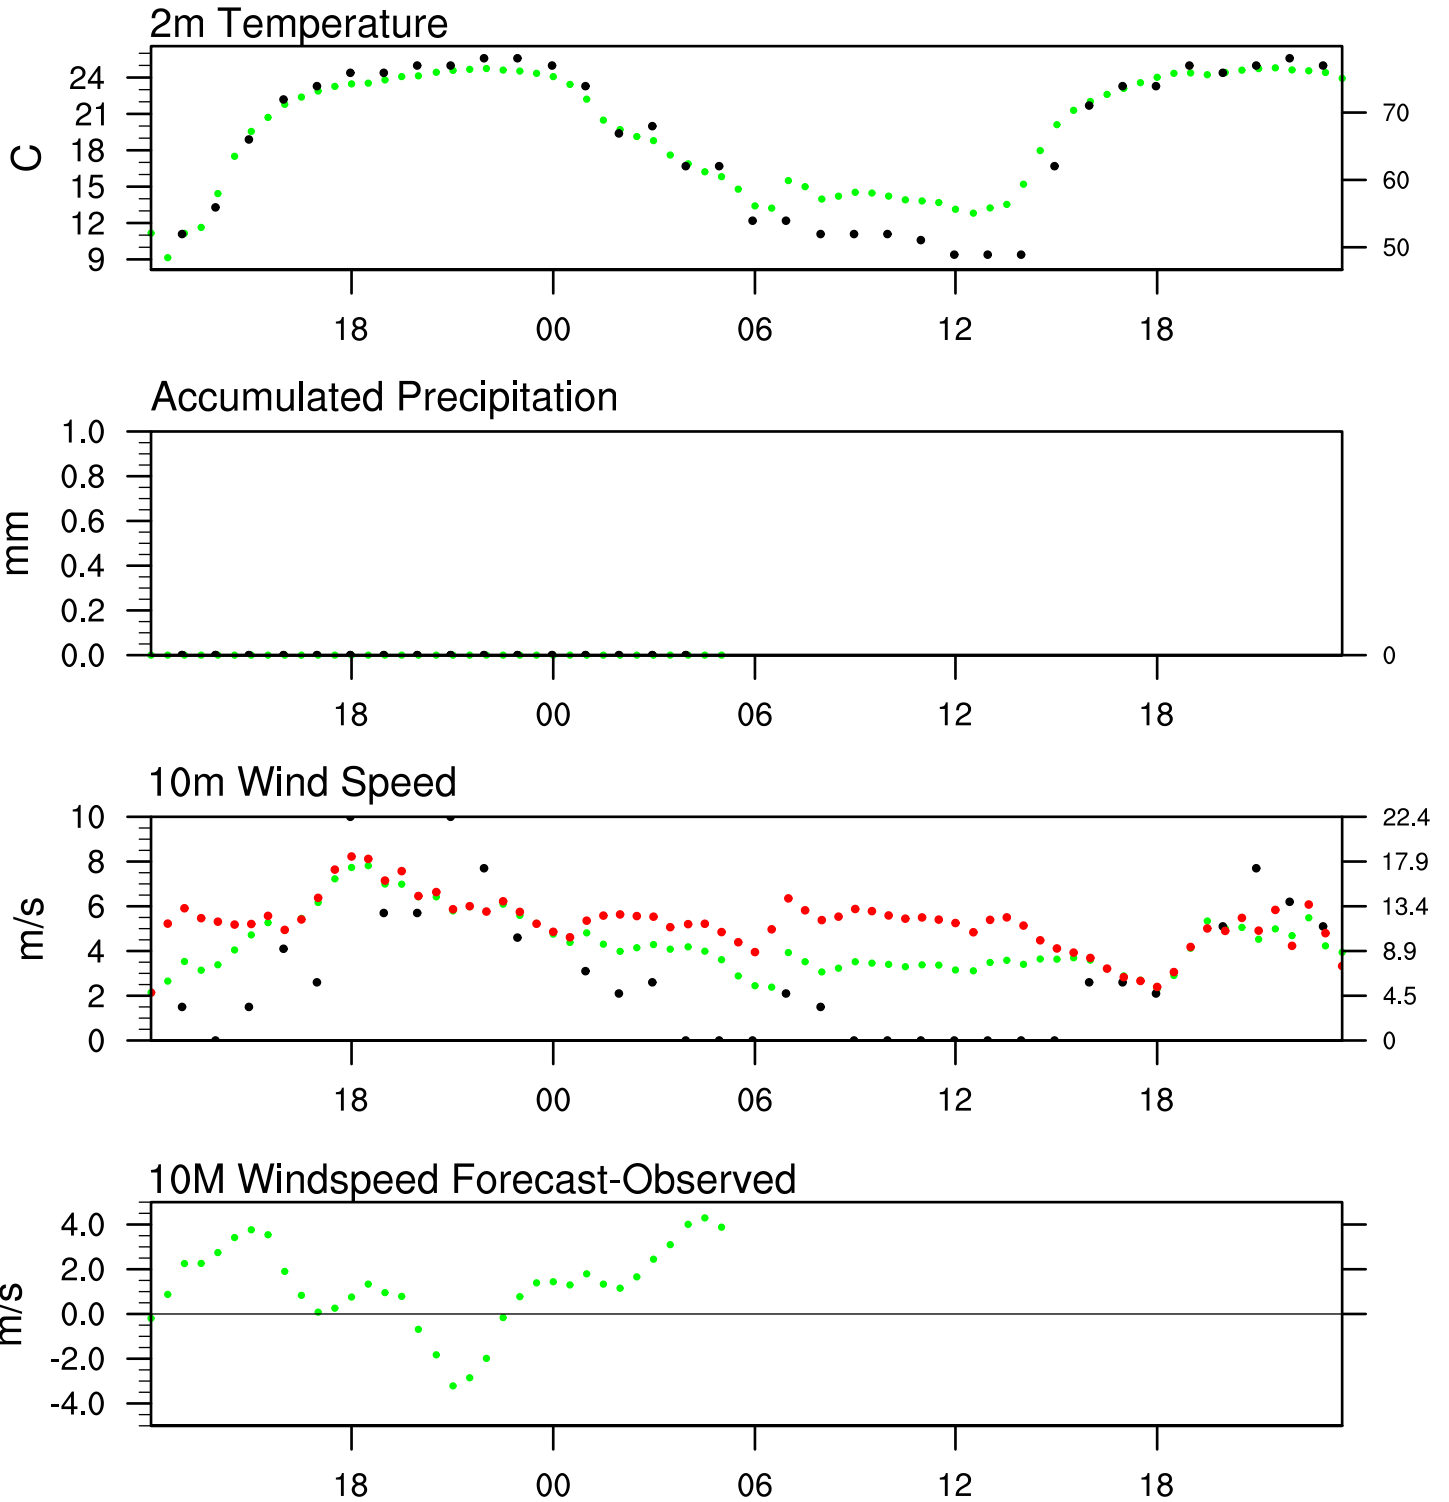 2m Temperature
C
24
21
18
15
12
9
70
60
50
18 00 06 12 18
Accumulated Precipitation
mm
1.0
0.8
0.6
0.4
0.2
0.0
0
18 00 06 12 18
10m Wind Speed
m/s
10
8
6
4
2
0
22.4
17.9
13.4
8.9
4.5
0
18 00 06 12 18
10M Windspeed Forecast-Observed
m/s
4.0
2.0
0.0
-2.0
-4.0
18 00 06 12 18